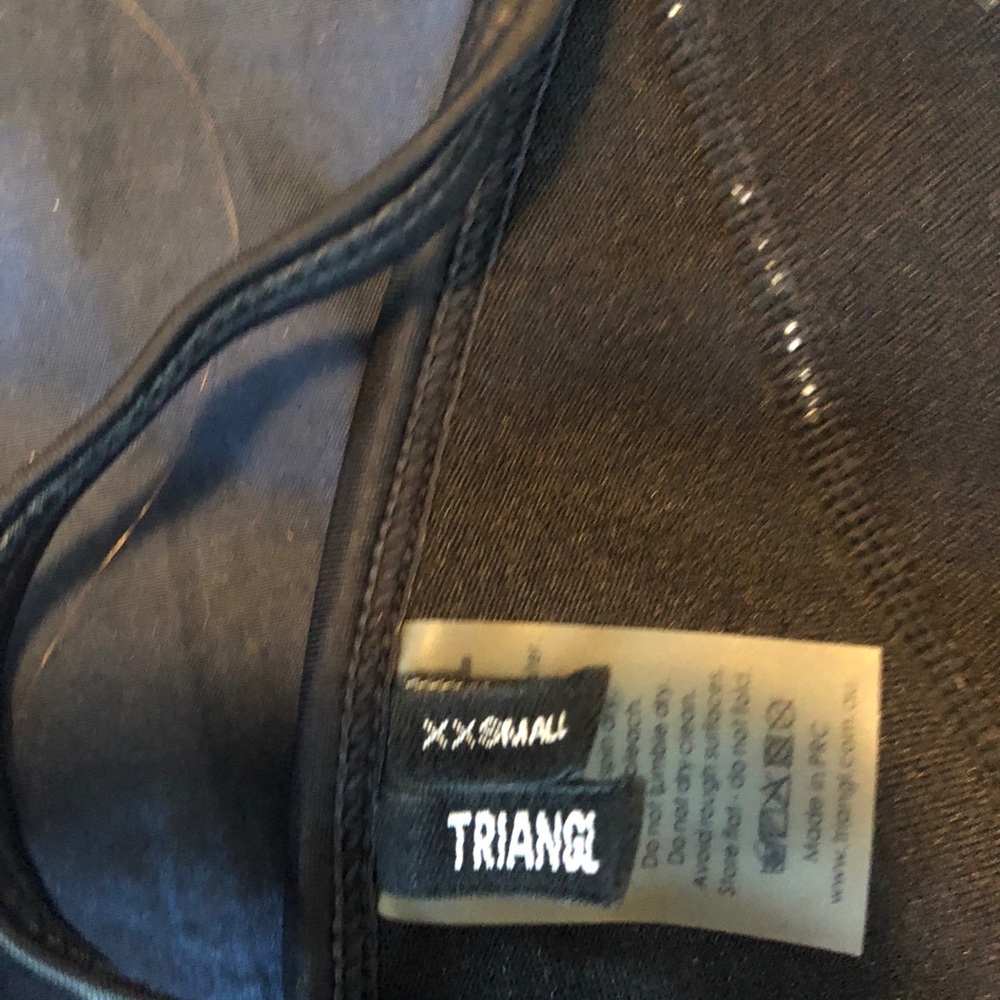 XXSMALL
TRIANGL
beach.
Do not tumble dry.
Do not dry clean.
Avoid rough surfaces.
Store flat - do not fold.
Made in PRC
www.triangl.com.au